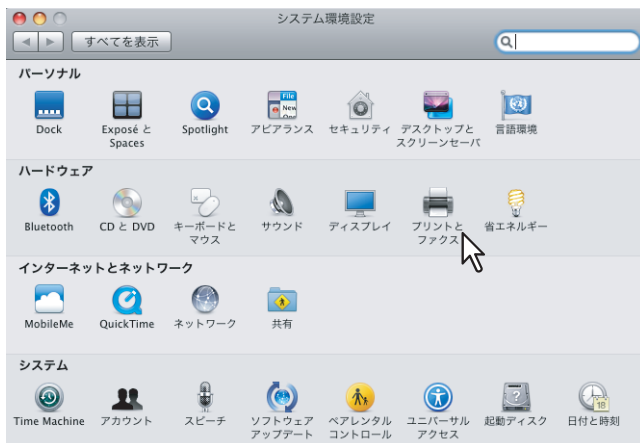 システム環境設定
すべてを表示
パーソナル
Dock
Exposé と
Spaces
Spotlight
アピアランス
セキュリティ
デスクトップと
スクリーンセーバ
言語環境
ハードウェア
Bluetooth
CD と DVD
キーボードと
マウス
サウンド
ディスプレイ
プリントと
ファクス
省エネルギー
インターネットとネットワーク
MobileMe
QuickTime
ネットワーク
共有
システム
Time Machine
アカウント
スピーチ
ソフトウェア
アップデート
ペアレンタル
コントロール
ユニバーサル
アクセス
起動ディスク
日付と時刻